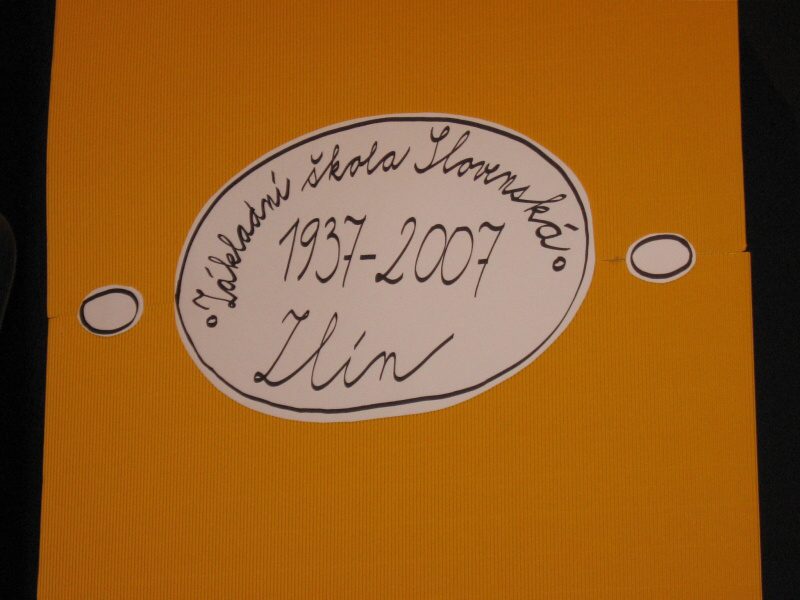 Základní škola Slovenská
1937-2007
Zlín